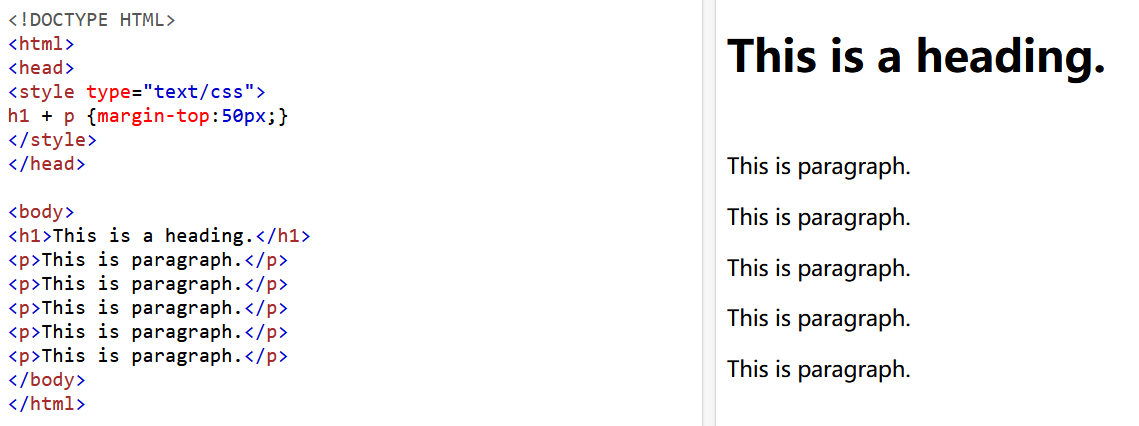 <!DOCTYPE HTML>
<html>
<head>
<style type="text/css">
h1 + p {margin-top:50px;}
</style>
</head>

<body>
<h1>This is a heading.</h1>
<p>This is paragraph.</p>
<p>This is paragraph.</p>
<p>This is paragraph.</p>
<p>This is paragraph.</p>
<p>This is paragraph.</p>
</body>
</html>
This is a heading.
This is paragraph.
This is paragraph.
This is paragraph.
This is paragraph.
This is paragraph.